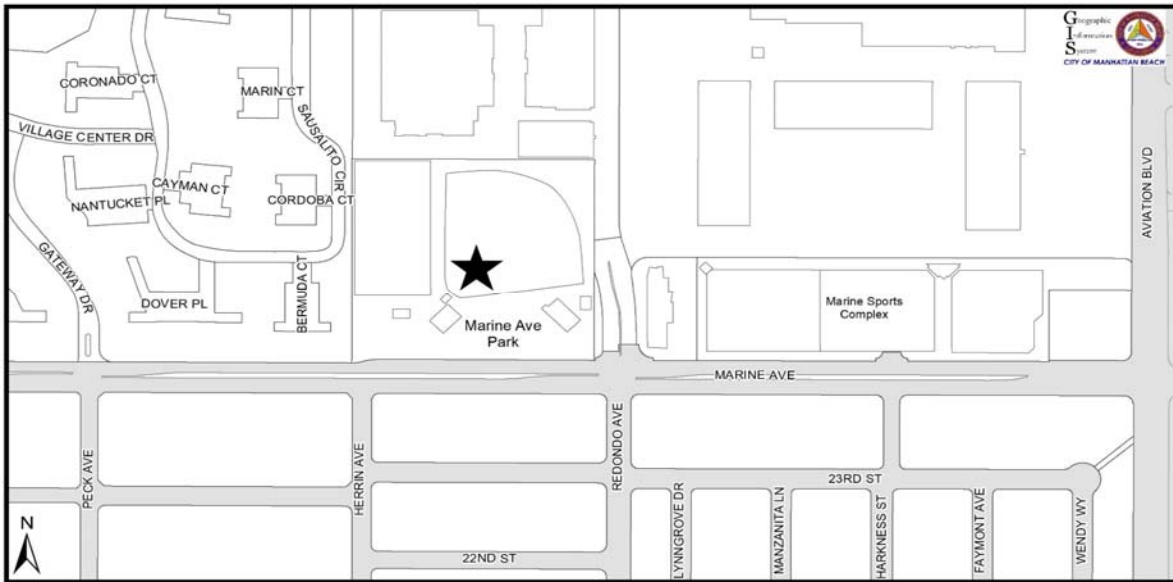 Geographic
Information
System
CITY OF MANHATTAN BEACH
CORONADO CT
MARIN CT
SAUSALITO CIR
VILLAGE CENTER DR
CAYMAN CT
NANTUCKET PL
CORDOBA CT
GATEWAY DR
DOVER PL
BERMUDA CT
Marine Ave
Park
Marine Sports
Complex
AVIATION BLVD
MARINE AVE
PECK AVE
HERRIN AVE
REDONDO AVE
23RD ST
22ND ST
LYNNGROVE DR
MANZANITA LN
HARKNESS ST
FAYMONT AVE
WENDY WY
N